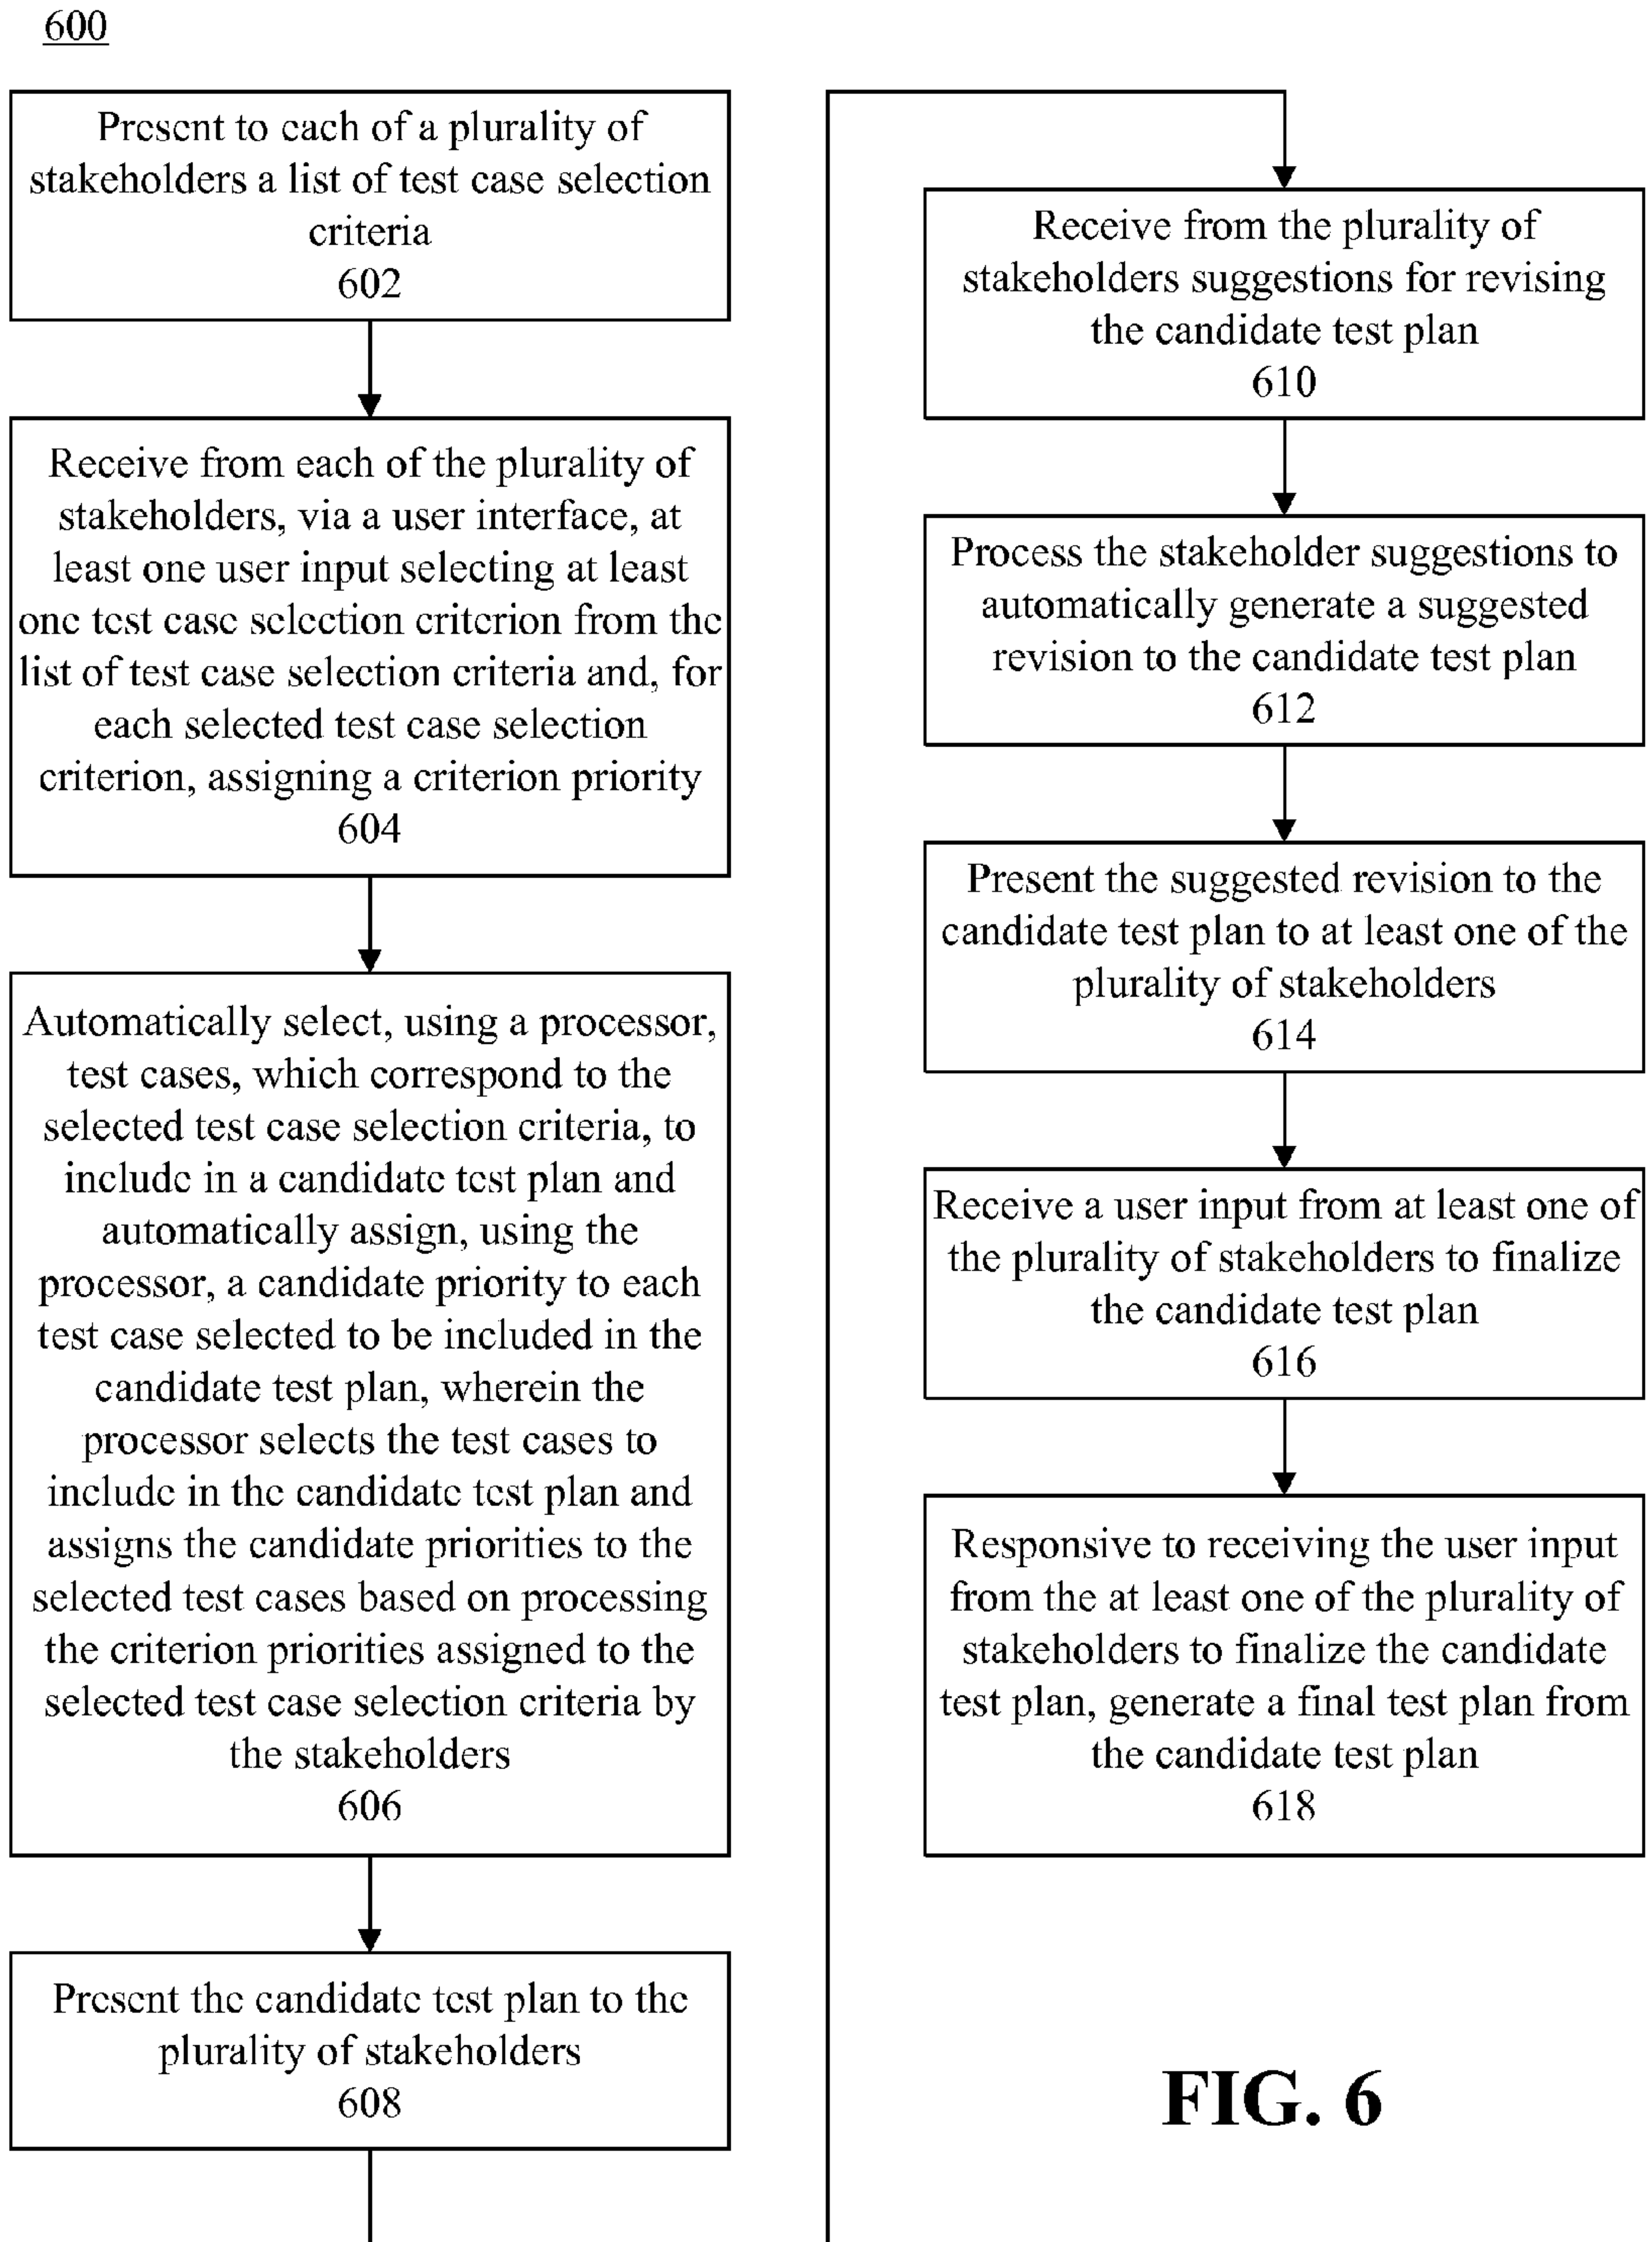 600
Present to each of a plurality of
stakeholders a list of test case selection
criteria
602
Receive from each of the plurality of
stakeholders, via a user interface, at
least one user input selecting at least
one test case selection criterion from the
list of test case selection criteria and, for
each selected test case selection
criterion, assigning a criterion priority
604
Automatically select, using a processor,
test cases, which correspond to the
selected test case selection criteria, to
include in a candidate test plan and
automatically assign, using the
processor, a candidate priority to each
test case selected to be included in the
candidate test plan, wherein the
processor selects the test cases to
include in the candidate test plan and
assigns the candidate priorities to the
selected test cases based on processing
the criterion priorities assigned to the
selected test case selection criteria by
the stakeholders
606
Present the candidate test plan to the
plurality of stakeholders
608
Receive from the plurality of
stakeholders suggestions for revising
the candidate test plan
610
Process the stakeholder suggestions to
automatically generate a suggested
revision to the candidate test plan
612
Present the suggested revision to the
candidate test plan to at least one of the
plurality of stakeholders
614
Receive a user input from at least one of
the plurality of stakeholders to finalize
the candidate test plan
616
Responsive to receiving the user input
from the at least one of the plurality of
stakeholders to finalize the candidate
test plan, generate a final test plan from
the candidate test plan
618
FIG. 6